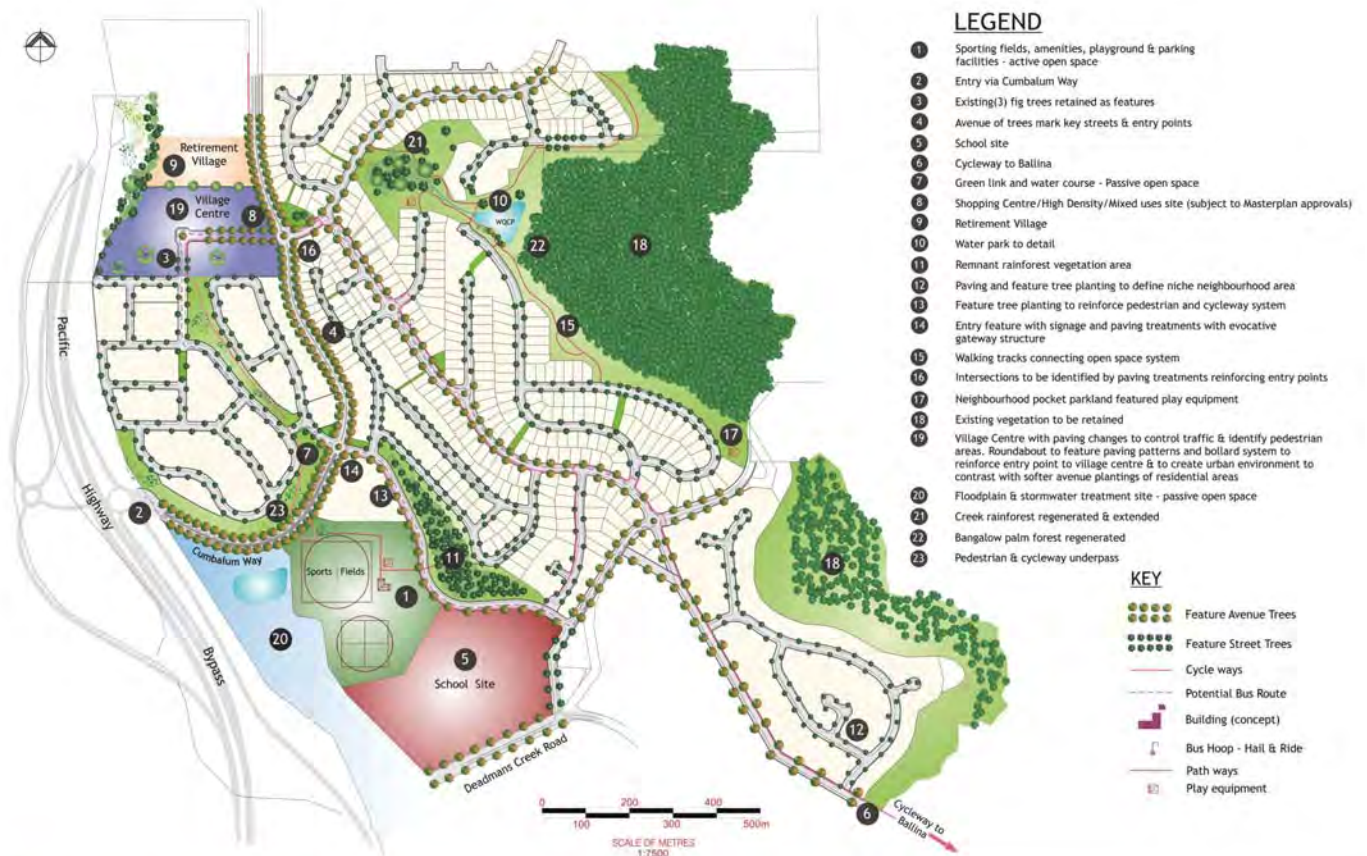 LEGEND
1 Sporting fields, amenities, playground & parking
facilities - active open space
2 Entry via Cumbalum Way
3 Existing(3) fig trees retained as features
4 Avenue of trees mark key streets & entry points
5 School site
6 Cycleway to Ballina
7 Green link and water course - Passive open space
8 Shopping Centre/High Density/Mixed uses site (subject to Masterplan approvals)
9 Retirement Village
10 Water park to detail
11 Remnant rainforest vegetation area
12 Paving and feature tree planting to define niche neighbourhood area
13 Feature tree planting to reinforce pedestrian and cycleway system
14 Entry feature with signage and paving treatments with evocative
gateway structure
15 Walking tracks connecting open space system
16 Intersections to be identified by paving treatments reinforcing entry points
17 Neighbourhood pocket parkland featured play equipment
18 Existing vegetation to be retained
19 Village Centre with paving changes to control traffic & identify pedestrian
areas. Roundabout to feature paving patterns and bollard system to
reinforce entry point to village centre & to create urban environment to
contrast with softer avenue plantings of residential areas
20 Floodplain & stormwater treatment site - passive open space
21 Creek rainforest regenerated & extended
22 Bangalow palm forest regenerated
23 Pedestrian & cycleway underpass
KEY
Feature Avenue Trees
Feature Street Trees
Cycle ways
Potential Bus Route
Building (concept)
Bus Hoop - Hail & Ride
Path ways
Play equipment
21
Retirement
Village
9
19
Village
Centre
8
10
WQCP
22
18
3
16
4
15
Pacific
Highway
Bypass
17
7
14
13
23
2
Cumbalum Way
11
18
Sports Fields
1
20
5
School Site
12
Deadmans Creek Road
6
Cycleway to
Ballina
0 200 400
100 300 500m
SCALE OF METRES
1:7500